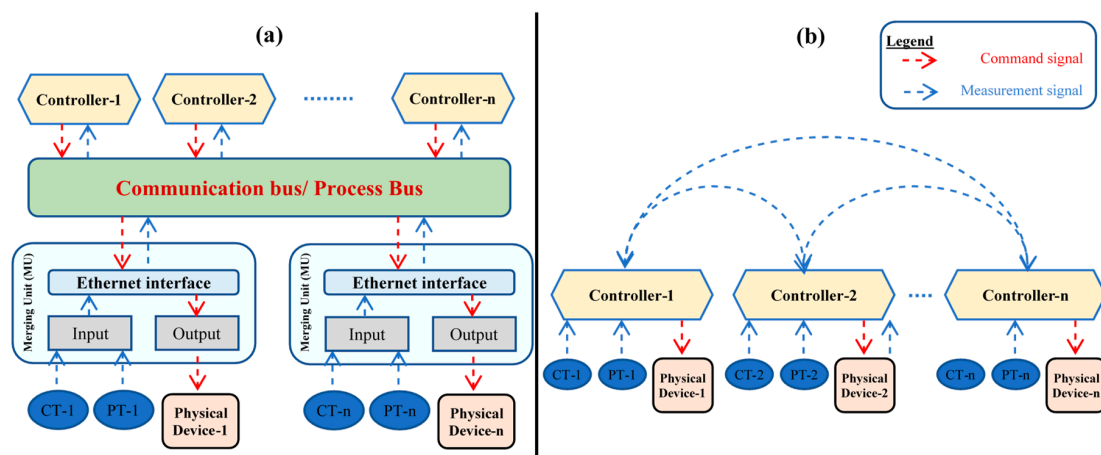 (a)
Controller-1
Controller-2
Controller-n
Communication bus/ Process Bus
Merging Unit (MU)
Ethernet interface
Input
Output
CT-1
PT-1
Physical
Device-1
Merging Unit (MU)
Ethernet interface
Input
Output
CT-n
PT-n
Physical
Device-n
(b)
Legend
Command signal
Measurement signal
Controller-1
Controller-2
Controller-n
CT-1
PT-1
Physical
Device-1
CT-2
PT-2
Physical
Device-2
CT-n
PT-n
Physical
Device-n